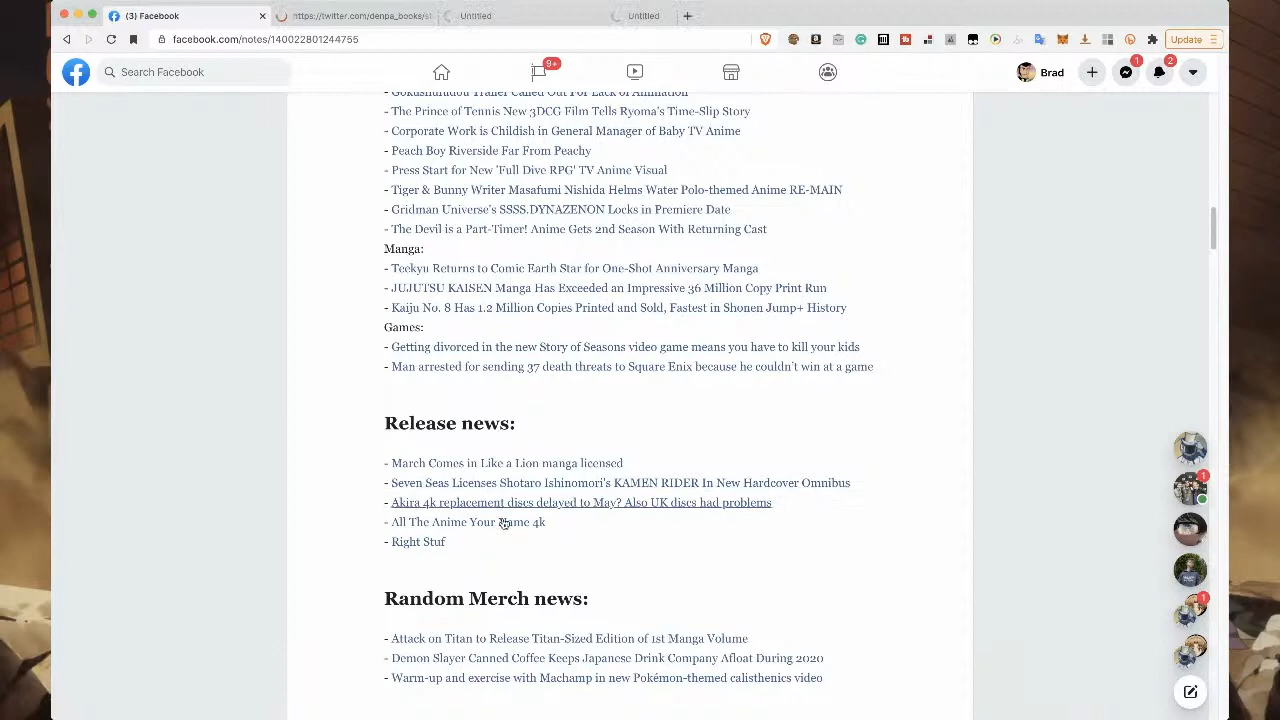 (3) Facebook
https://twitter.com/denpa_books/st
Untitled
Untitled
facebook.com/notes/140022801244755
Update
Search Facebook
9+
Brad
1
2
Gokushufudou Trailer Called Out For Lack of Animation
- The Prince of Tennis New 3DCG Film Tells Ryoma's Time-Slip Story
- Corporate Work is Childish in General Manager of Baby TV Anime
- Peach Boy Riverside Far From Peachy
- Press Start for New 'Full Dive RPG' TV Anime Visual
- Tiger & Bunny Writer Masafumi Nishida Helms Water Polo-themed Anime RE-MAIN
- Gridman Universe's SSSS.DYNAZENON Locks in Premiere Date
- The Devil is a Part-Timer! Anime Gets 2nd Season With Returning Cast
Manga:
- Teekyu Returns to Comic Earth Star for One-Shot Anniversary Manga
- JUJUTSU KAISEN Manga Has Exceeded an Impressive 36 Million Copy Print Run
- Kaiju No. 8 Has 1.2 Million Copies Printed and Sold, Fastest in Shonen Jump+ History
Games:
- Getting divorced in the new Story of Seasons video game means you have to kill your kids
- Man arrested for sending 37 death threats to Square Enix because he couldn't win at a game
Release news:
- March Comes in Like a Lion manga licensed
- Seven Seas Licenses Shotaro Ishinomori's KAMEN RIDER In New Hardcover Omnibus
- Akira 4k replacement discs delayed to May? Also UK discs had problems
- All The Anime Your Name 4k
- Right Stuf
Random Merch news:
- Attack on Titan to Release Titan-Sized Edition of 1st Manga Volume
- Demon Slayer Canned Coffee Keeps Japanese Drink Company Afloat During 2020
- Warm-up and exercise with Machamp in new Pokémon-themed calisthenics video
1
1